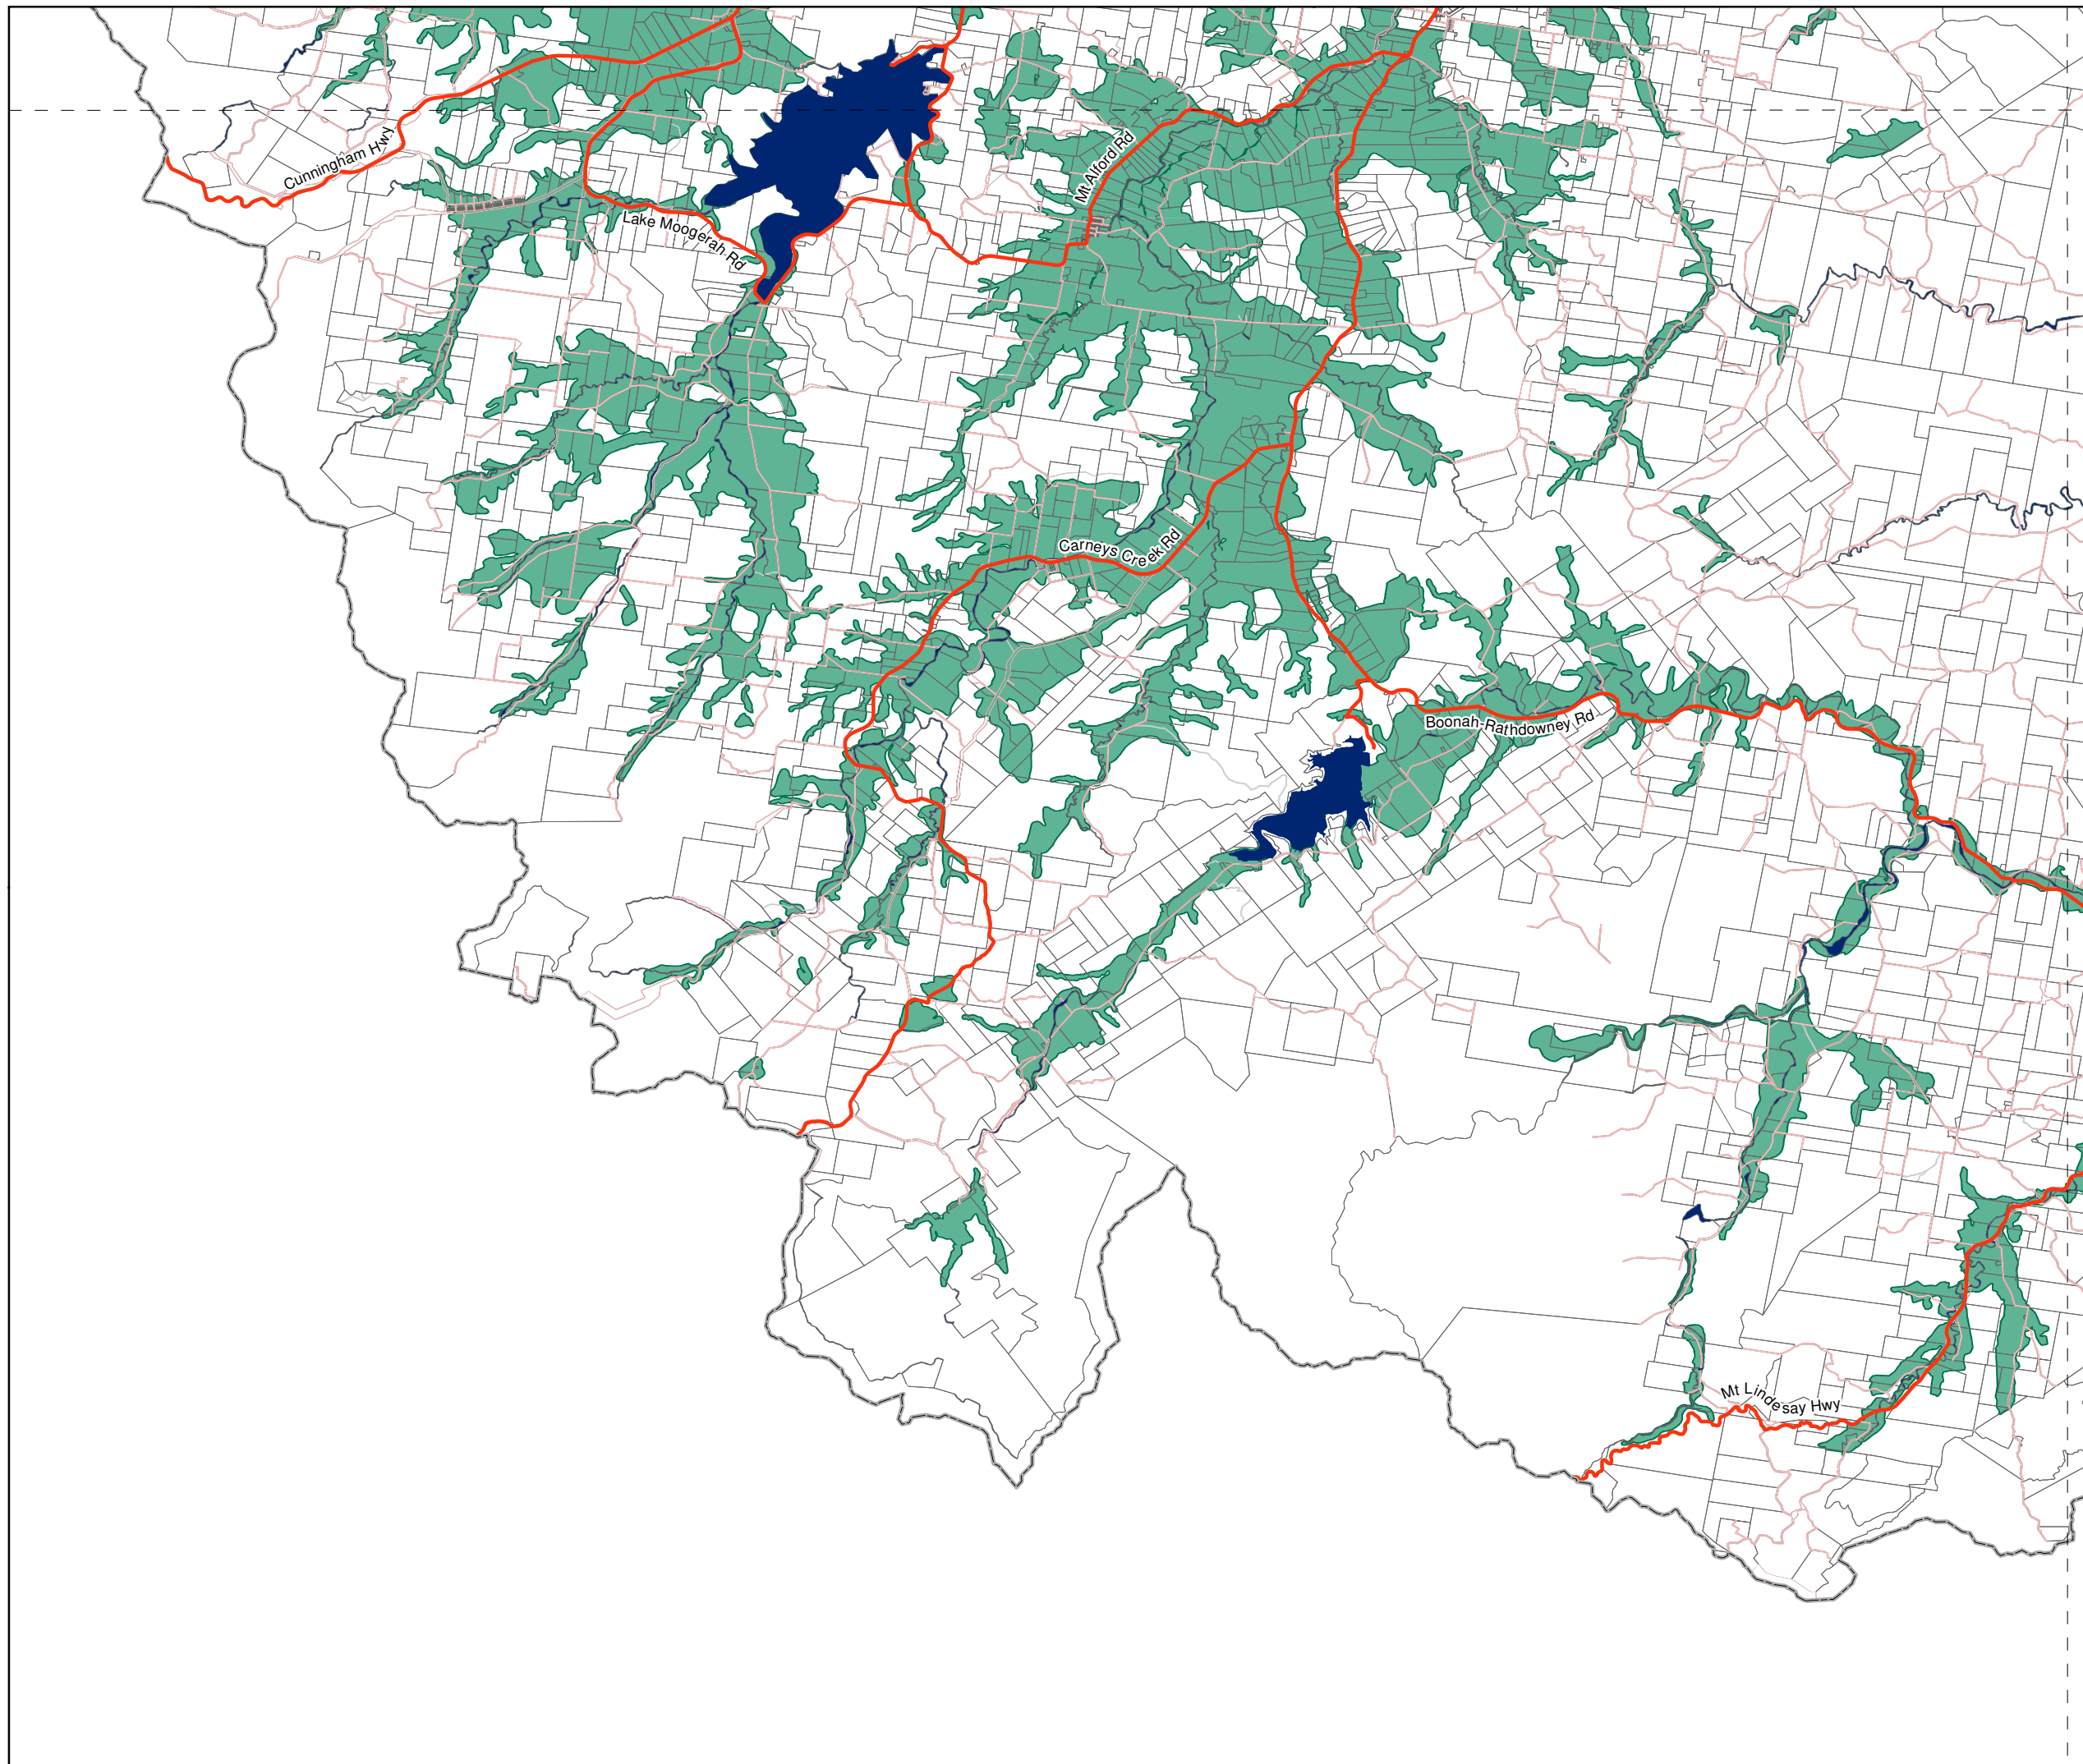 Cunningham Hwy
Mt Alford Rd
Lake Moogerah Rd
Carneys Creek Rd
Boonah-Rathdowney Rd
Mt Lindesay Hwy